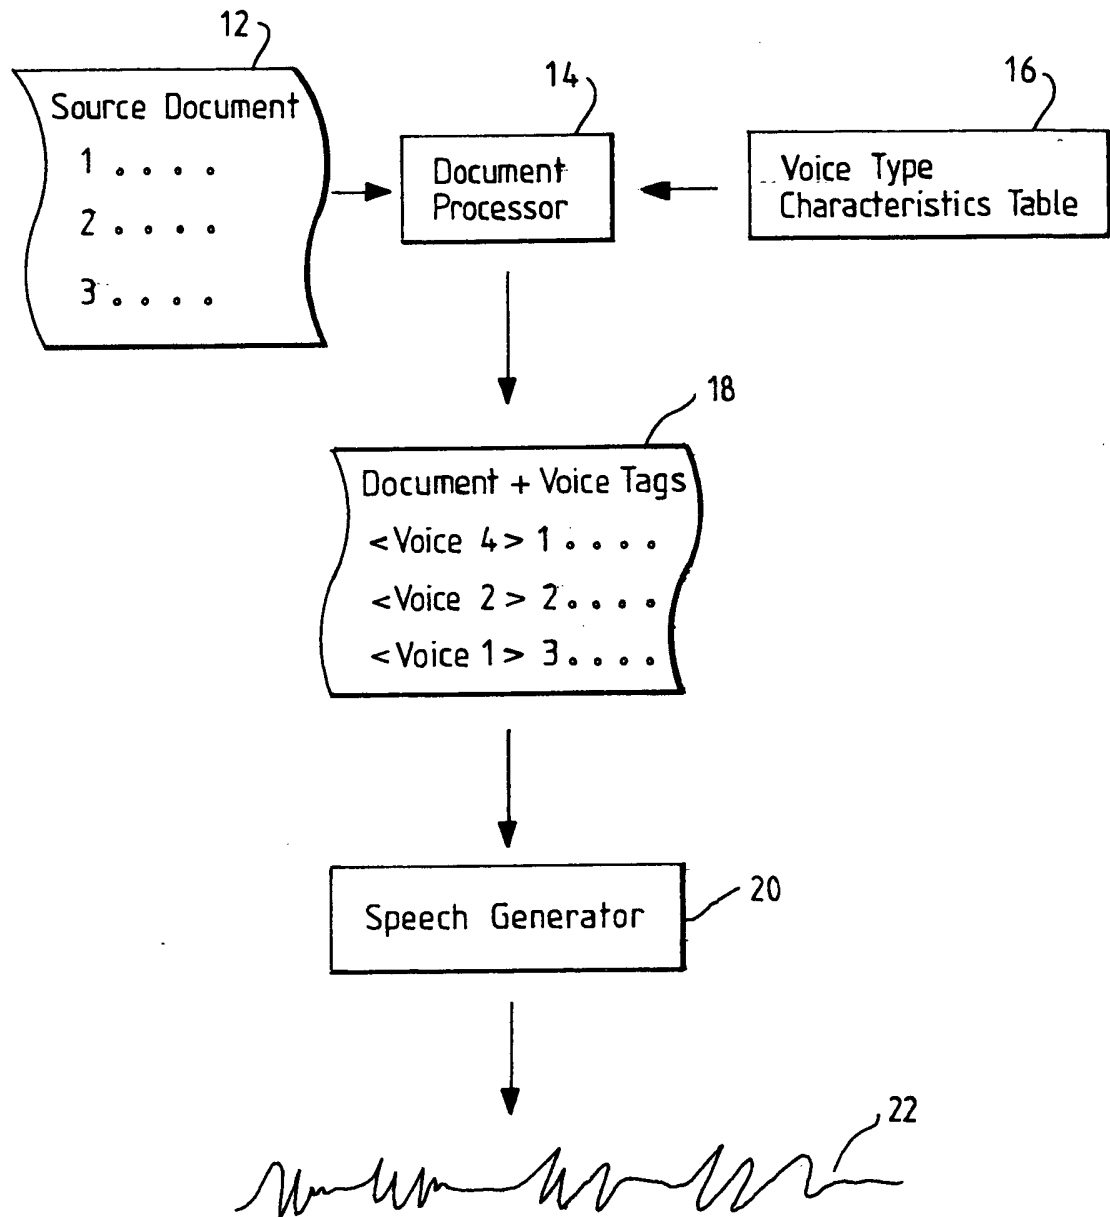 12
14
16
Source Document
1 . . . .
2 . . . .
3 . . . .
Document
Processor
Voice Type
Characteristics Table
18
Document + Voice Tags
<Voice 4> 1 . . . .
<Voice 2> 2 . . . .
<Voice 1> 3 . . . .
Speech Generator
20
22